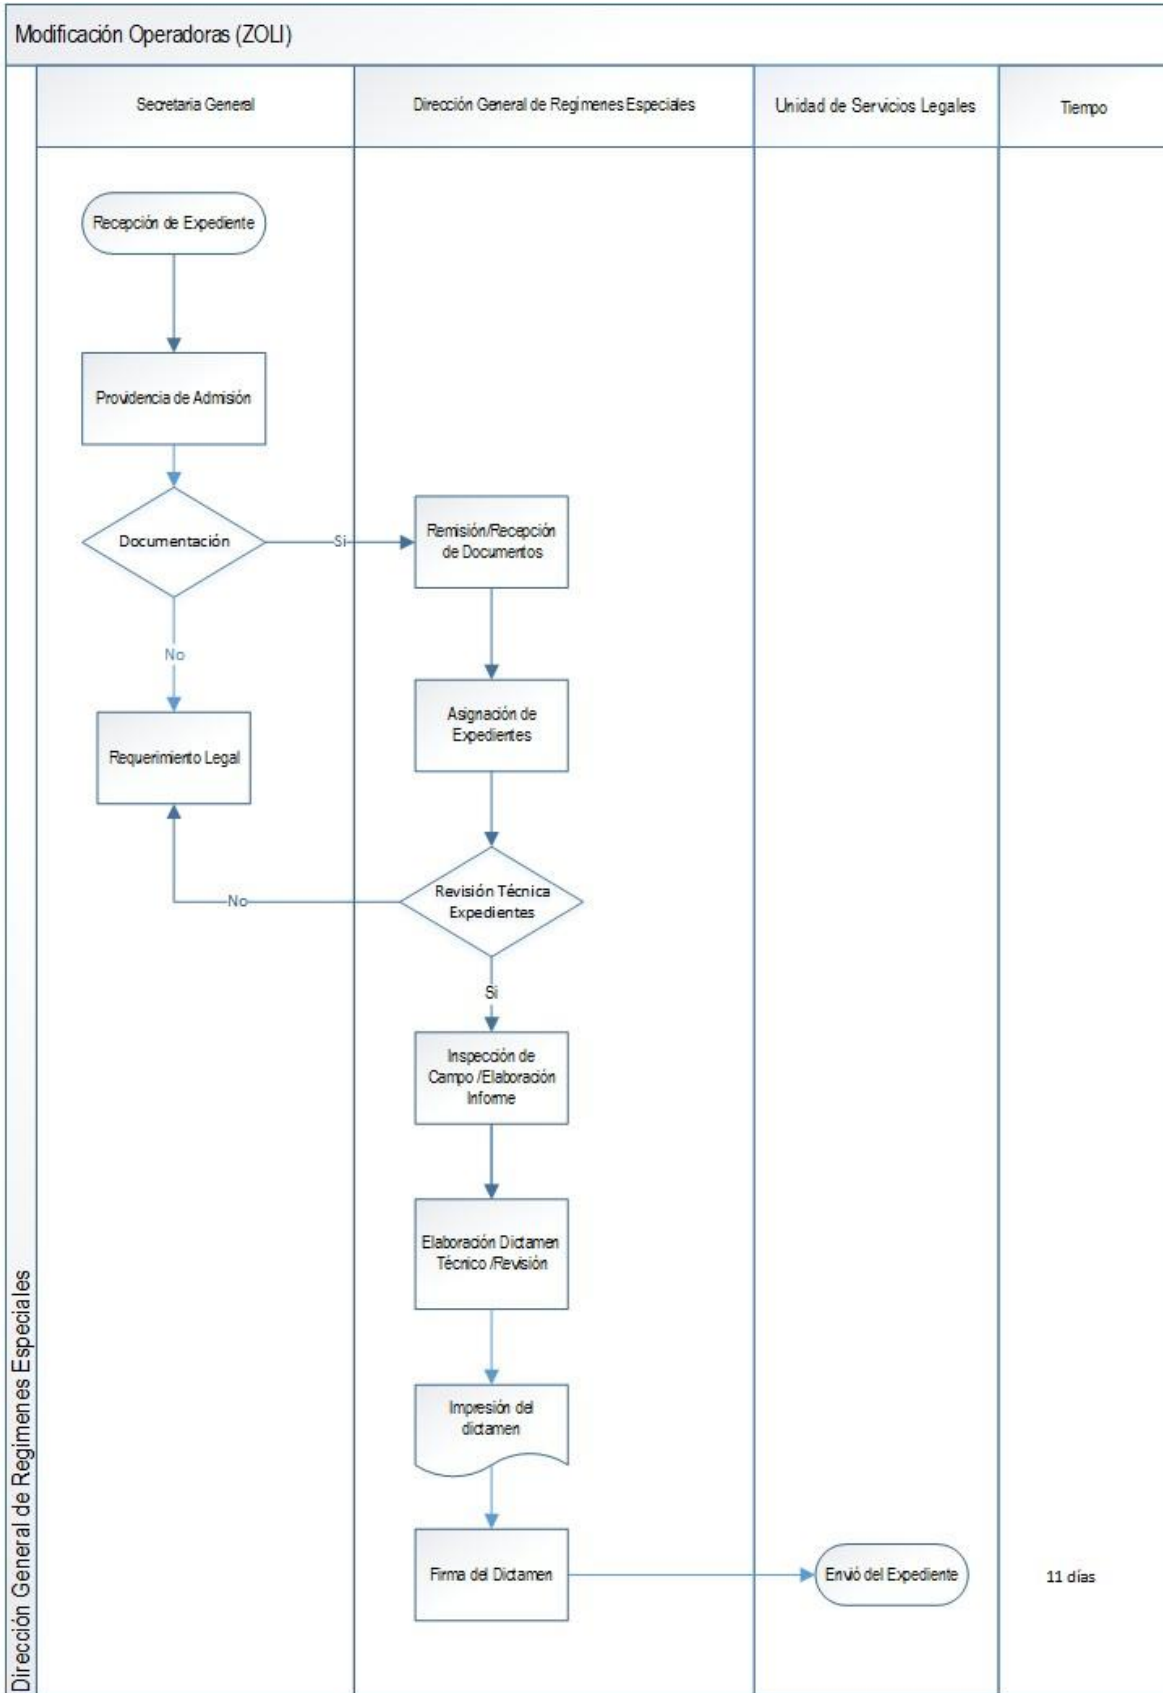 Modificación Operadoras (ZOLI)
Secretaria General
Dirección General de Regímenes Especiales
Unidad de Servicios Legales
Tiempo
Recepción de Expediente
Providencia de Admisión
Documentación
Si
Remisión/Recepción
de Documentos
No
Asignación de
Expedientes
Requerimiento Legal
Revisión Técnica
Expedientes
No
Si
Inspección de
Campo /Elaboración
Informe
Elaboración Dictamen
Técnico /Revisión
Impresión del
dictamen
Firma del Dictamen
Envió del Expediente
11 días
Dirección General de Regimenes Especiales